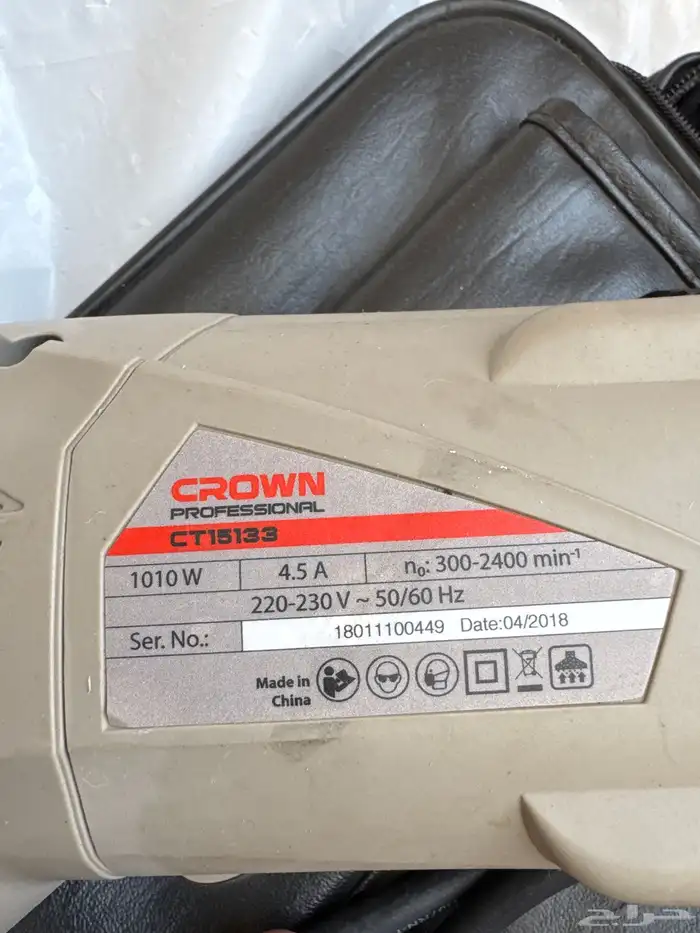 CROWN
PROFESSIONAL
CT15133
1010 W 4.5 A n₀: 300-2400 min⁻¹
220-230 V ~ 50/60 Hz
Ser. No.: 18011100449 Date:04/2018
Made in
China
حراج